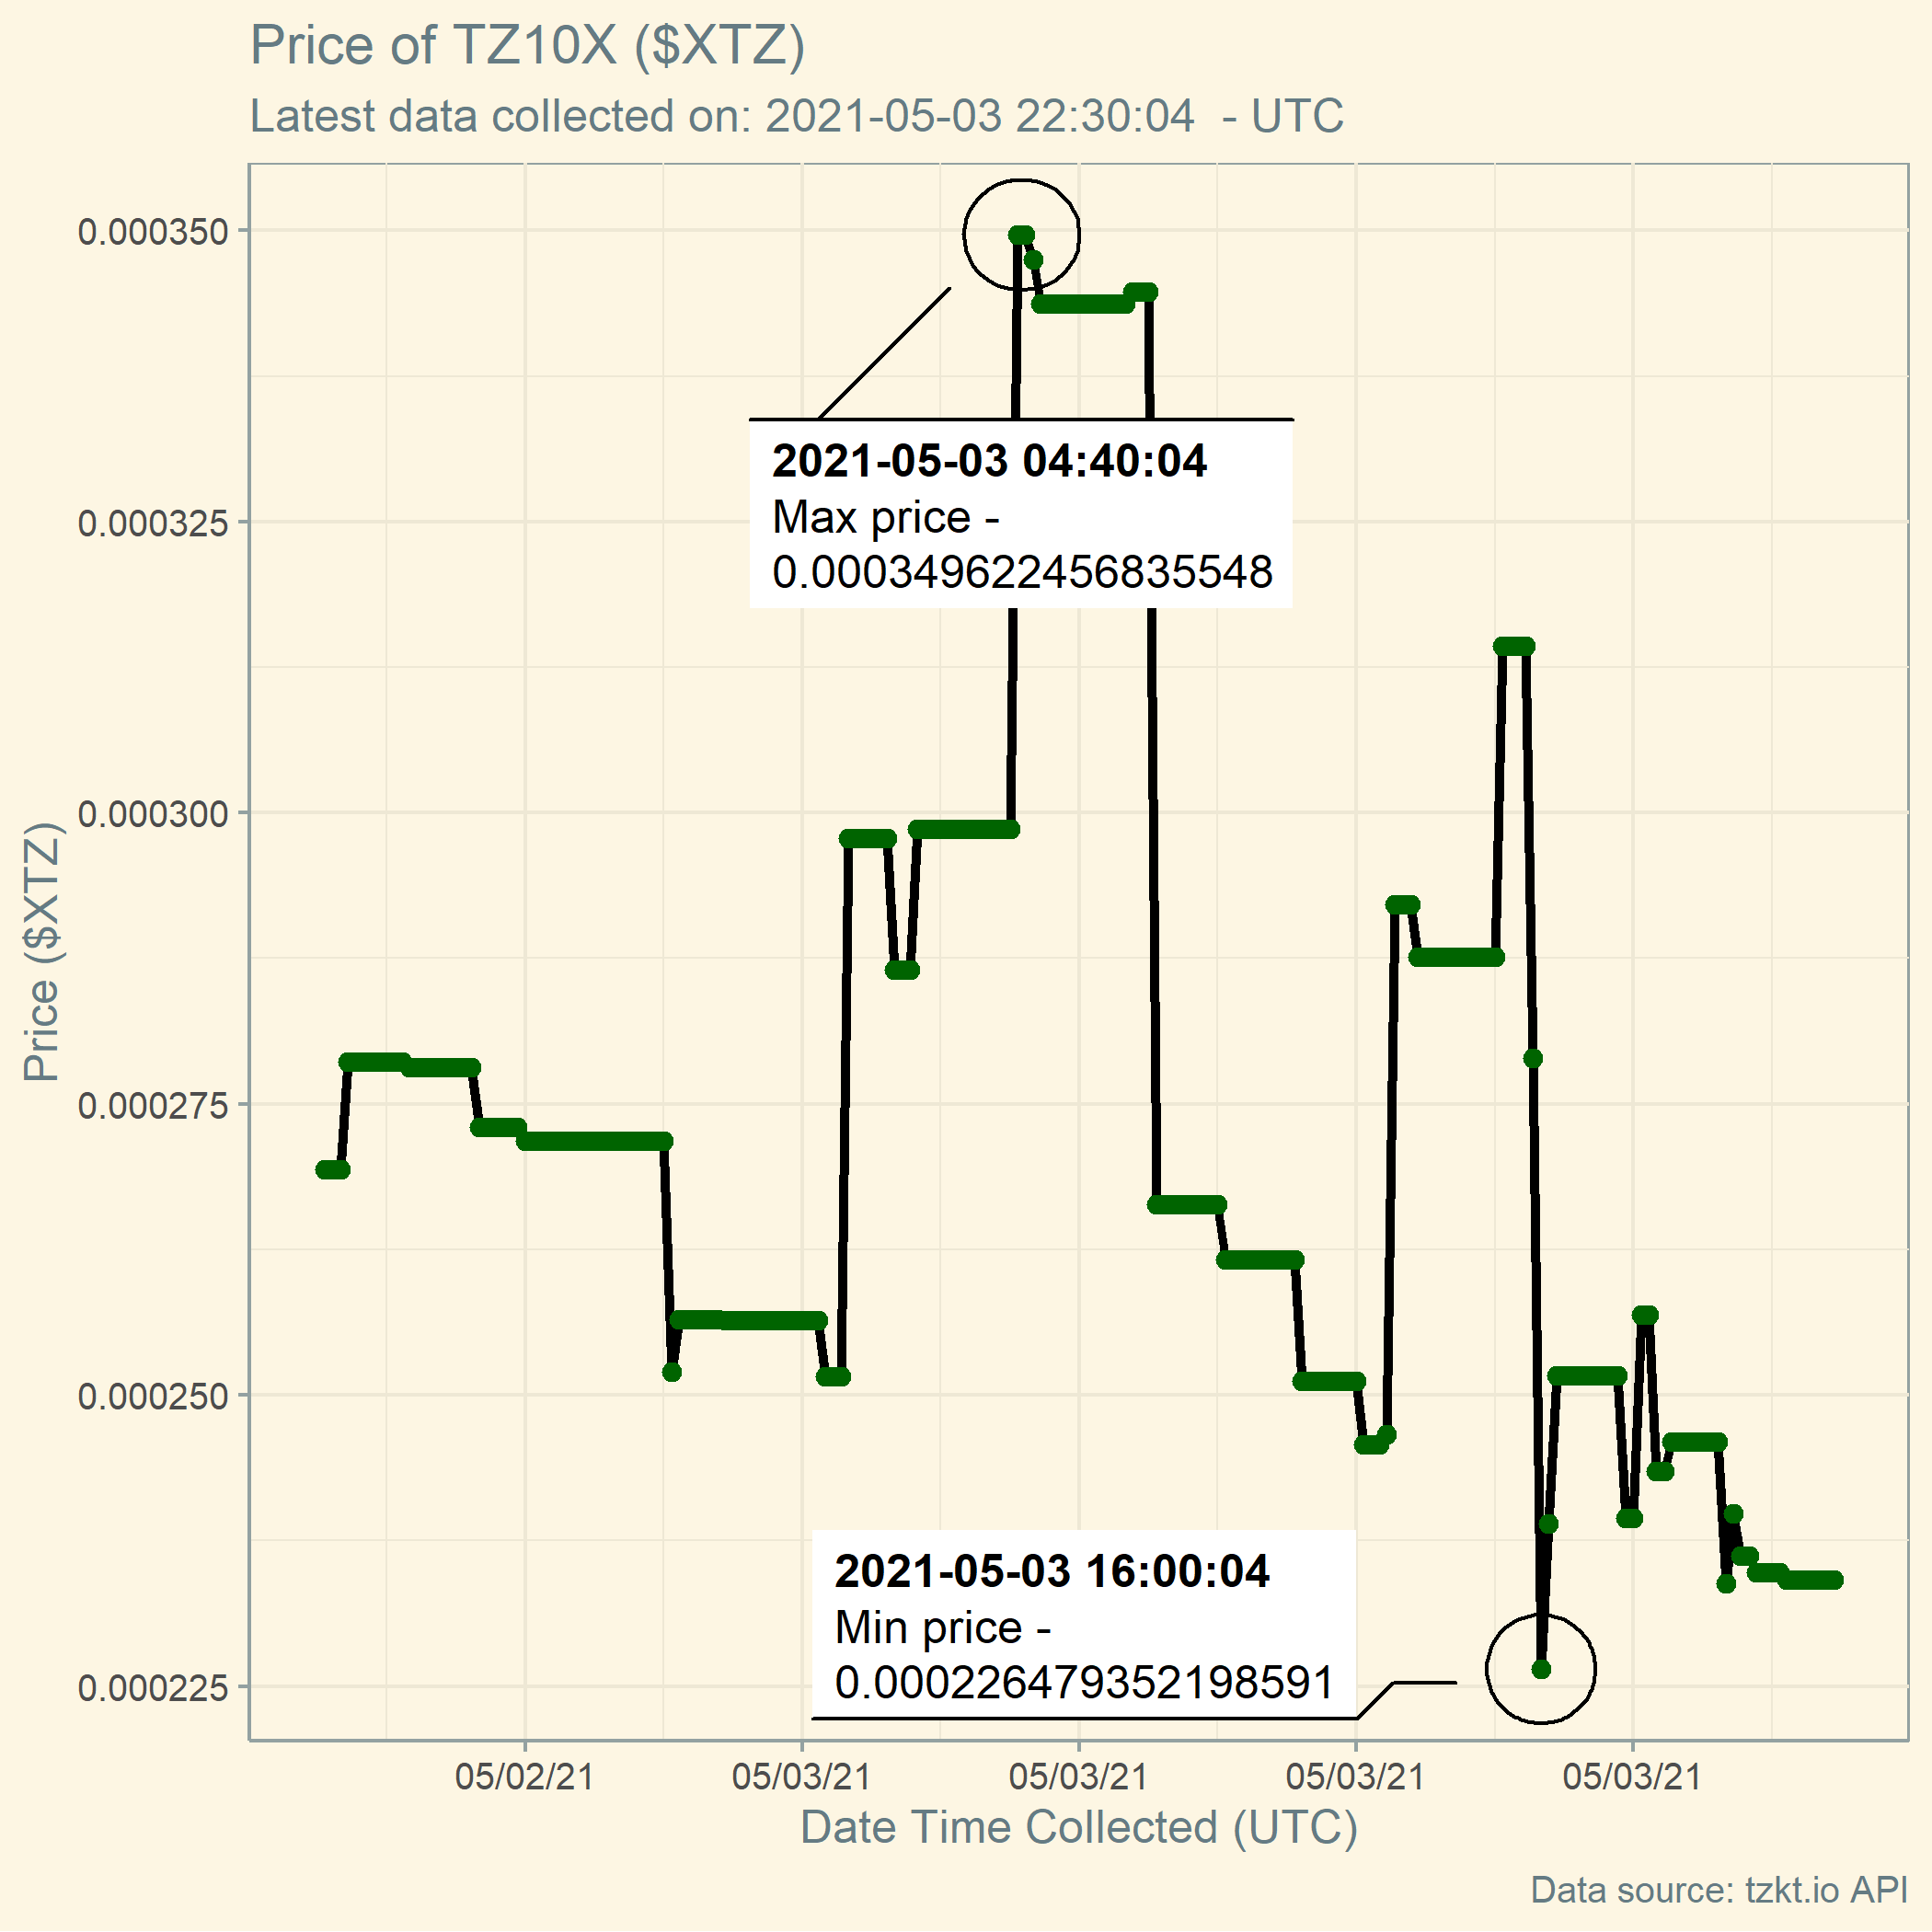 Price of TZ10X ($XTZ)
Latest data collected on: 2021-05-03 22:30:04  - UTC
0.000350
0.000325
0.000300
0.000275
0.000250
0.000225
Price ($XTZ)
2021-05-03 04:40:04
Max price -
0.000349622456835548
2021-05-03 16:00:04
Min price -
0.000226479352198591
05/02/21
05/03/21
05/03/21
05/03/21
05/03/21
Date Time Collected (UTC)
Data source: tzkt.io API